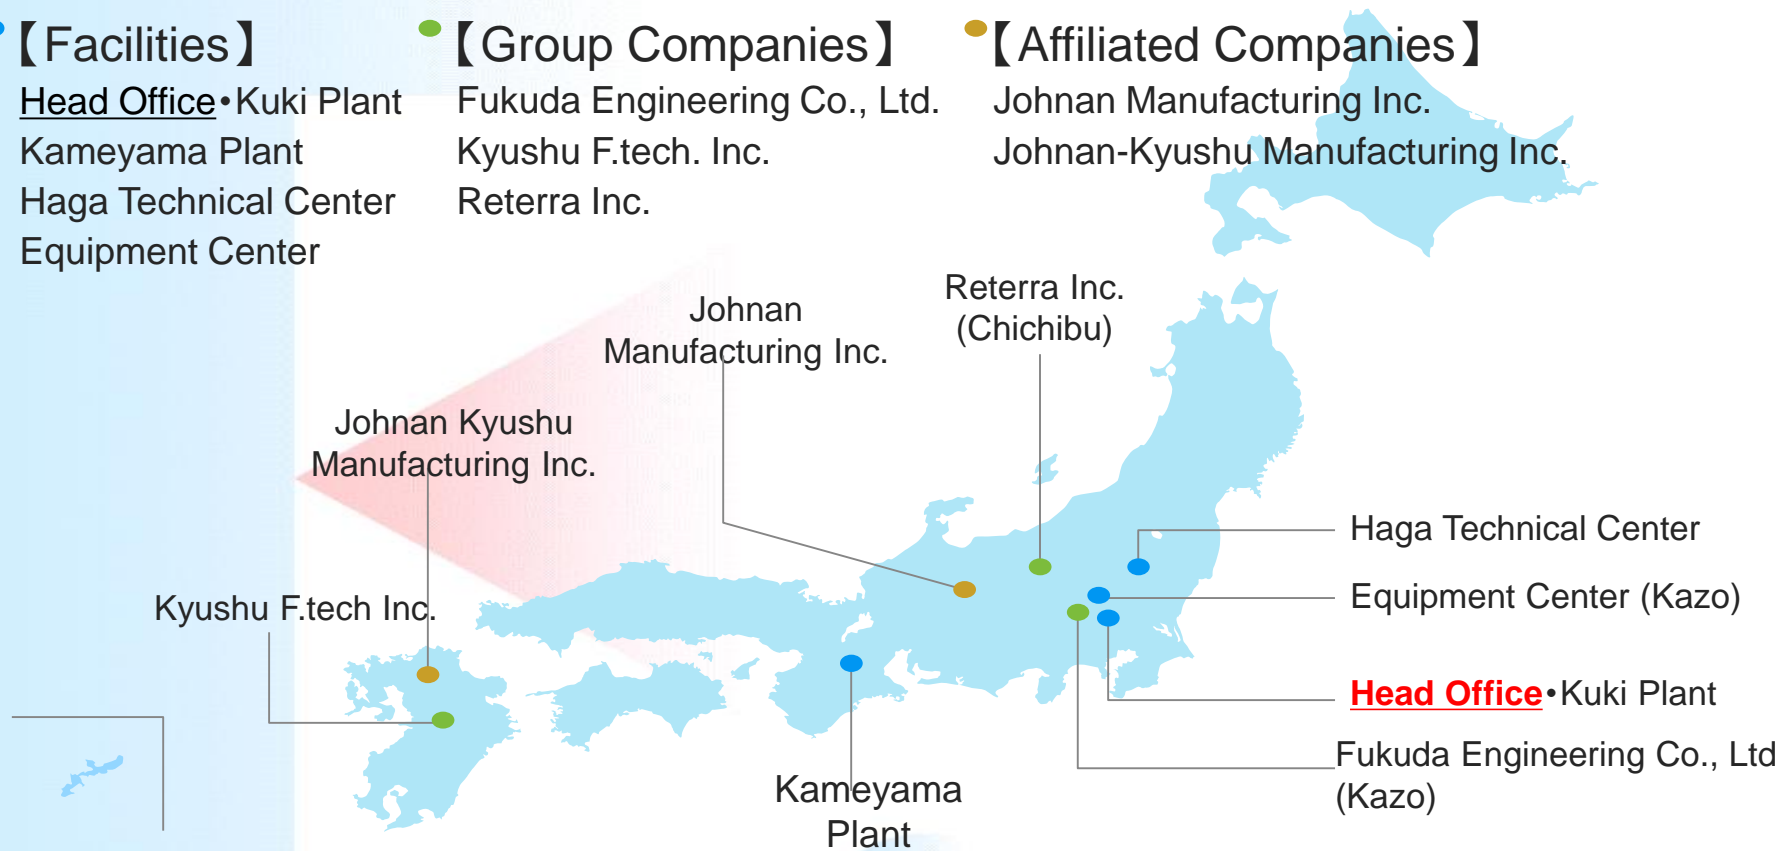 【Facilities】
Head Office・Kuki Plant
Kameyama Plant
Haga Technical Center
Equipment Center
【Group Companies】
Fukuda Engineering Co., Ltd.
Kyushu F.tech. Inc.
Reterra Inc.
【Affiliated Companies】
Johnan Manufacturing Inc.
Johnan-Kyushu Manufacturing Inc.
Reterra Inc.
(Chichibu)
Johnan
Manufacturing Inc.
Johnan Kyushu
Manufacturing Inc.
Kyushu F.tech Inc.
Haga Technical Center
Equipment Center (Kazo)
Head Office・Kuki Plant
Fukuda Engineering Co., Ltd
(Kazo)
Kameyama
Plant